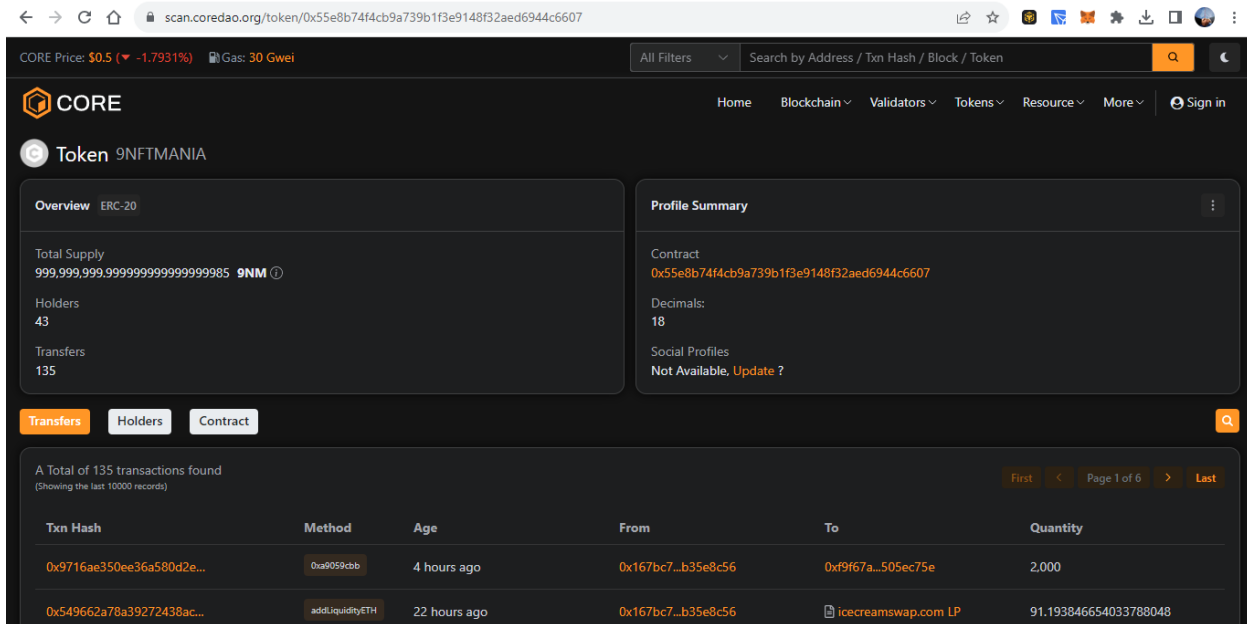 scan.coredao.org/token/0x55e8b74f4cb9a739b1f3e9148f32aed6944c6607
CORE Price: $0.5 (▼ -1.7931%) Gas: 30 Gwei
All Filters
Search by Address / Txn Hash / Block / Token
CORE
Home Blockchain Validators Tokens Resource More Sign in
Token 9NFTMANIA
Overview ERC-20
Total Supply
999,999,999.999999999999999985 9NM
Holders
43
Transfers
135
Profile Summary
Contract
0x55e8b74f4cb9a739b1f3e9148f32aed6944c6607
Decimals:
18
Social Profiles
Not Available, Update ?
Transfers Holders Contract
A Total of 135 transactions found
(Showing the last 10000 records)
First < Page 1 of 6 > Last
Txn Hash Method Age From To Quantity
0x9716ae350ee36a580d2e... 0xa9059cbb 4 hours ago 0x167bc7...b35e8c56 0xf9f67a...505ec75e 2,000
0x549662a78a39272438ac... addLiquidityETH 22 hours ago 0x167bc7...b35e8c56 icecreamswap.com LP 91.193846654033788048